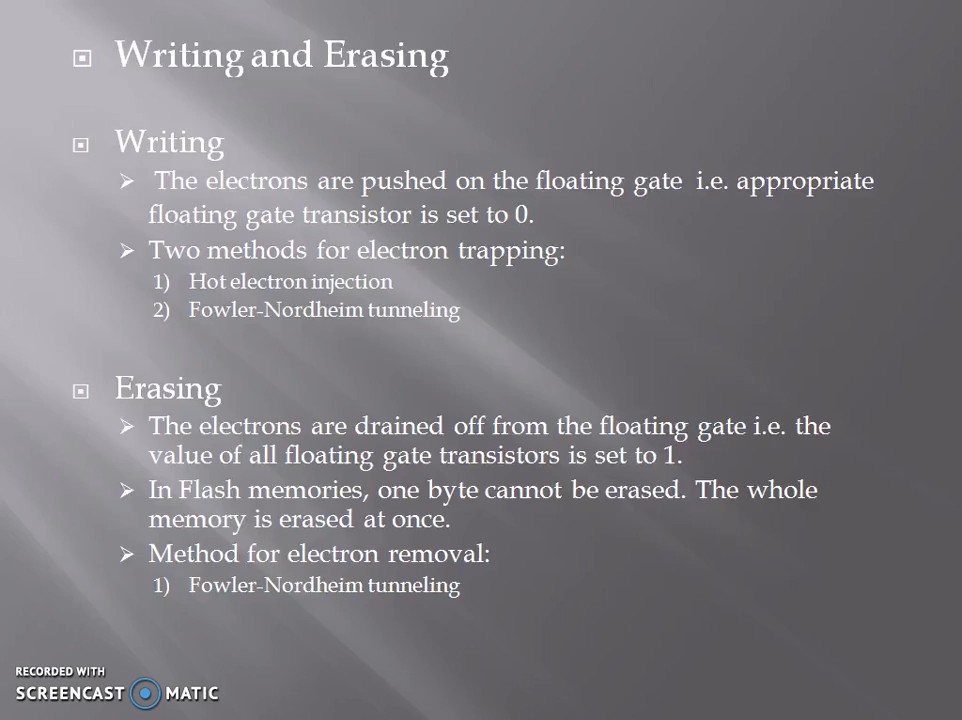 Writing and Erasing
Writing
The electrons are pushed on the floating gate i.e. appropriate
floating gate transistor is set to 0.
Two methods for electron trapping:
1) Hot electron injection
2) Fowler-Nordheim tunneling
Erasing
The electrons are drained off from the floating gate i.e. the
value of all floating gate transistors is set to 1.
In Flash memories, one byte cannot be erased. The whole
memory is erased at once.
Method for electron removal:
1) Fowler-Nordheim tunneling
RECORDED WITH
SCREENCAST MATIC